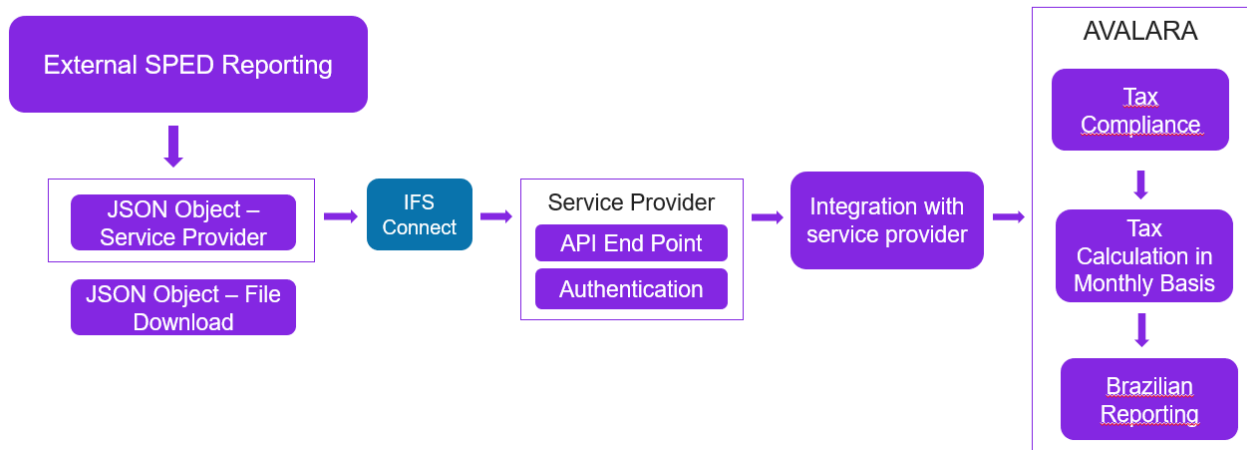 External SPED Reporting
JSON Object –
Service Provider
JSON Object – File
Download
IFS
Connect
Service Provider
API End Point
Authentication
Integration with
service provider
AVALARA
Tax
Compliance
Tax
Calculation in
Monthly Basis
Brazilian
Reporting